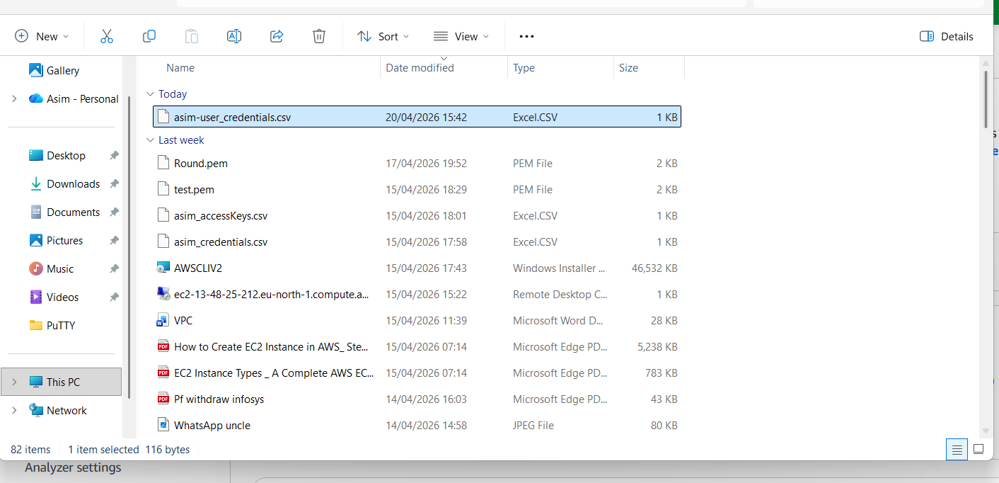 New Sort View ••• Details
Gallery
Asim - Personal
Desktop
Downloads
Documents
Pictures
Music
Videos
PuTTY
This PC
Network
Name Date modified Type Size
Today
asim-user_credentials.csv 20/04/2026 15:42 Excel.CSV 1 KB
Last week
Round.pem 17/04/2026 19:52 PEM File 2 KB
test.pem 15/04/2026 18:29 PEM File 2 KB
asim_accessKeys.csv 15/04/2026 18:01 Excel.CSV 1 KB
asim_credentials.csv 15/04/2026 17:58 Excel.CSV 1 KB
AWSCLIV2 15/04/2026 17:43 Windows Installer ... 46,532 KB
ec2-13-48-25-212.eu-north-1.compute.a... 15/04/2026 15:22 Remote Desktop C... 1 KB
VPC 15/04/2026 11:39 Microsoft Word D... 28 KB
How to Create EC2 Instance in AWS_ Ste... 15/04/2026 07:14 Microsoft Edge PD... 5,238 KB
EC2 Instance Types _ A Complete AWS EC... 15/04/2026 07:14 Microsoft Edge PD... 783 KB
Pf withdraw infosys 14/04/2026 16:03 Microsoft Edge PD... 43 KB
WhatsApp uncle 14/04/2026 14:58 JPEG File 80 KB
82 items 1 item selected 116 bytes
Analyzer settings